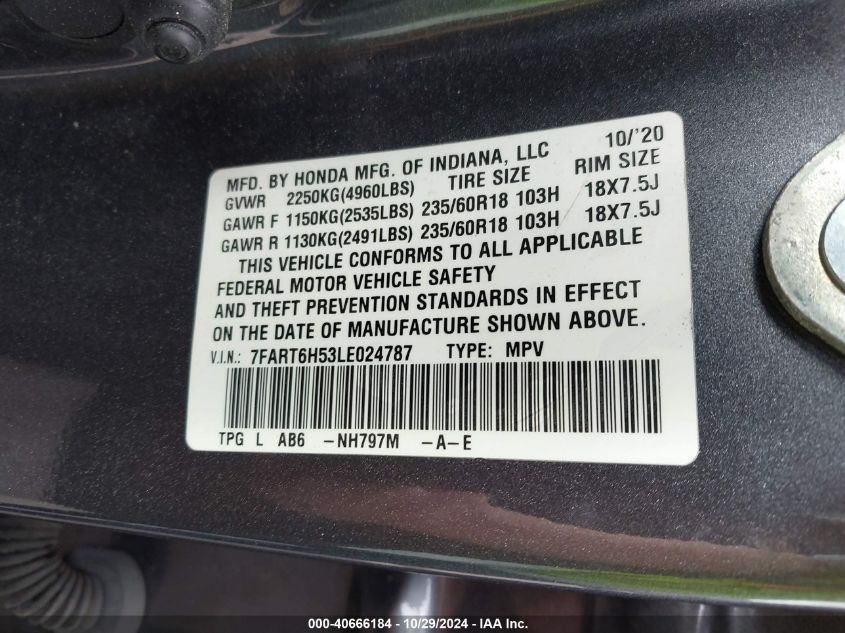 MFD. BY HONDA MFG. OF INDIANA, LLC 10/'20
GVWR 2250KG(4960LBS) TIRE SIZE RIM SIZE
GAWR F 1150KG(2535LBS) 235/60R18 103H 18X7.5J
GAWR R 1130KG(2491LBS) 235/60R18 103H 18X7.5J
THIS VEHICLE CONFORMS TO ALL APPLICABLE
FEDERAL MOTOR VEHICLE SAFETY
AND THEFT PREVENTION STANDARDS IN EFFECT
ON THE DATE OF MANUFACTURE SHOWN ABOVE.
V.I.N.: 7FART6H53LE024787 TYPE: MPV
TPG L AB6 -NH797M -A-E
000-40666184 - 10/29/2024 - IAA Inc.